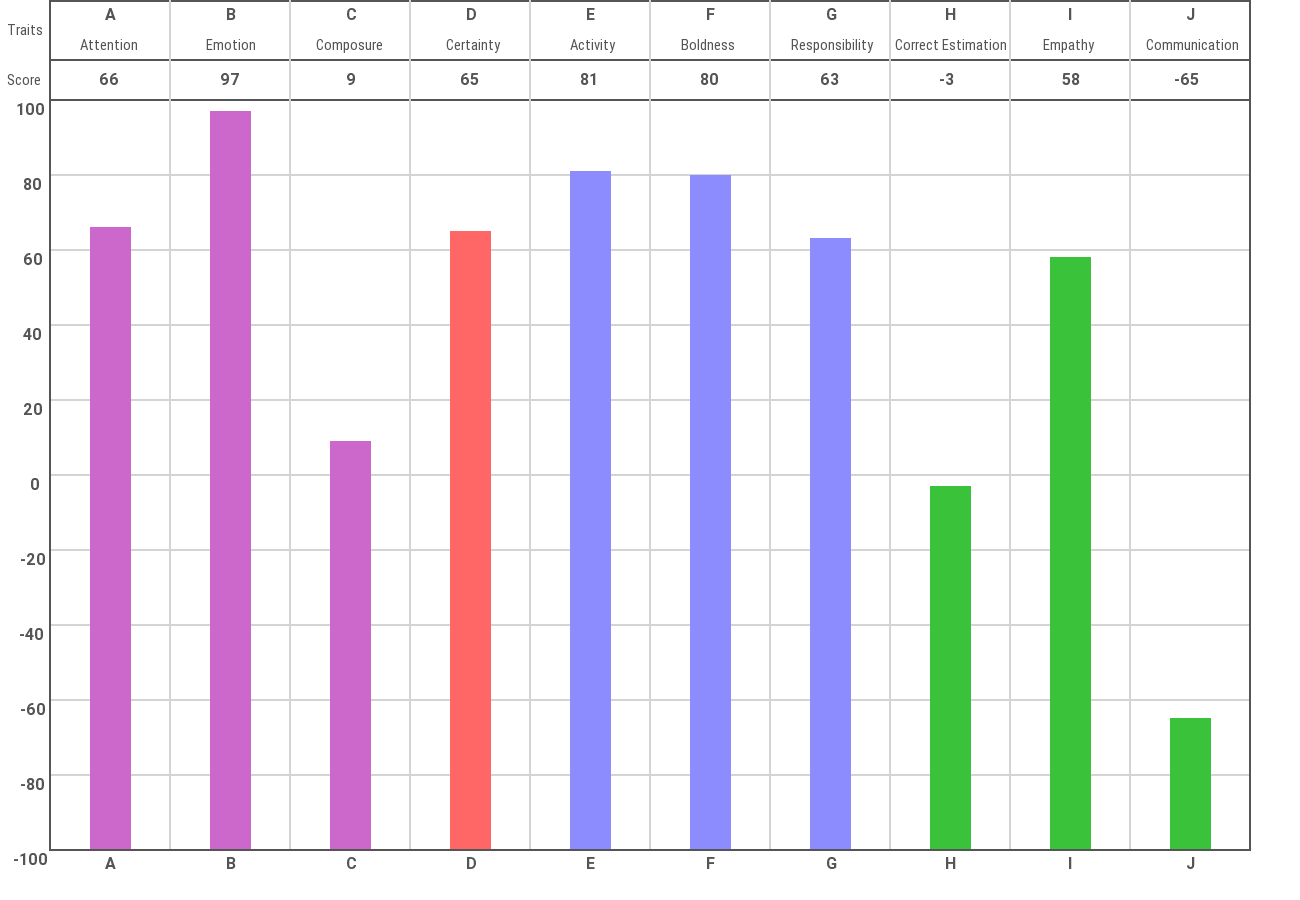 Traits A B C D E F G H I J
Attention Emotion Composure Certainty Activity Boldness Responsibility Correct Estimation Empathy Communication
Score 66 97 9 65 81 80 63 -3 58 -65
100
80
60
40
20
0
-20
-40
-60
-80
-100
A B C D E F G H I J